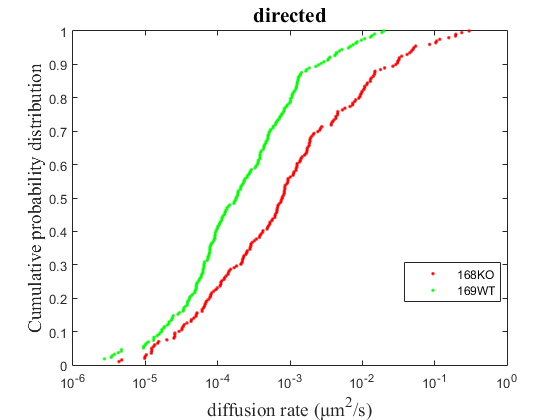 directed
Cumulative probability distribution
1
0.9
0.8
0.7
0.6
0.5
0.4
0.3
0.2
0.1
0
168KO
169WT
10^-6 10^-5 10^-4 10^-3 10^-2 10^-1 10^0
diffusion rate (μm^2/s)